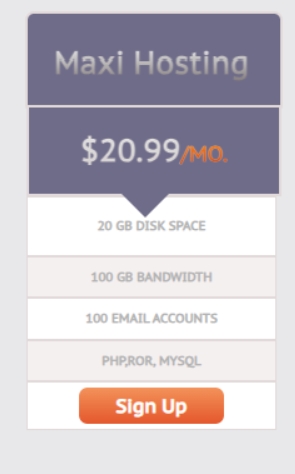 Maxi Hosting
$20.99/MO.
20 GB DISK SPACE
100 GB BANDWIDTH
100 EMAIL ACCOUNTS
PHP,ROR, MYSQL
Sign Up